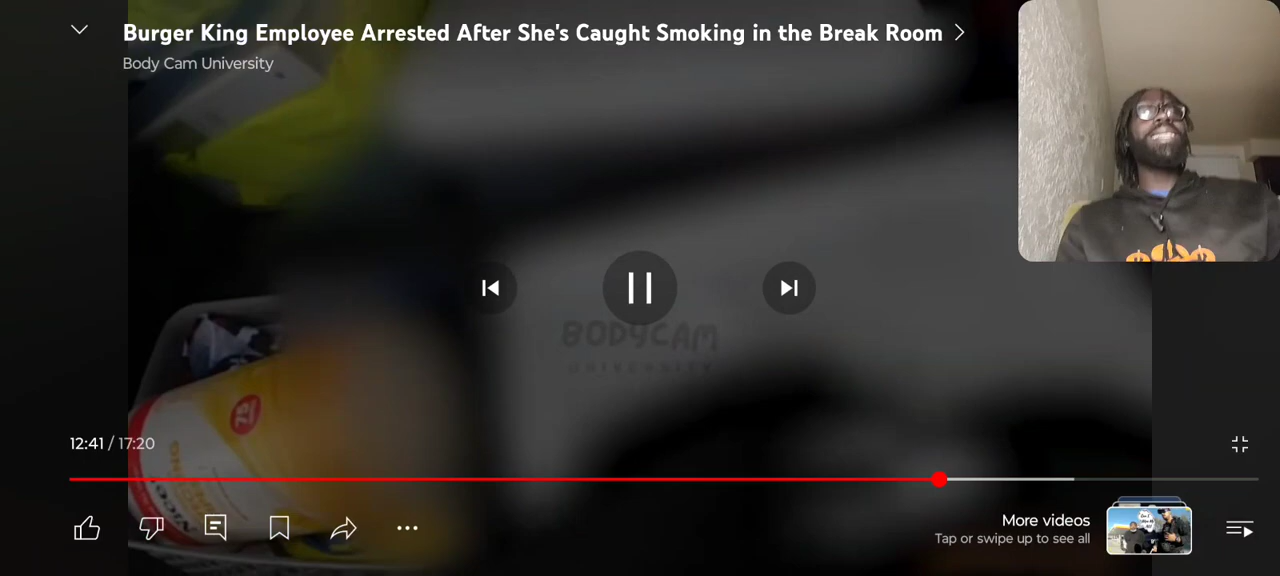 Burger King Employee Arrested After She's Caught Smoking in the Break Room
Body Cam University
BODYCAM
UNIVERSITY
12:41 / 17:20
More videos
Tap or swipe up to see all